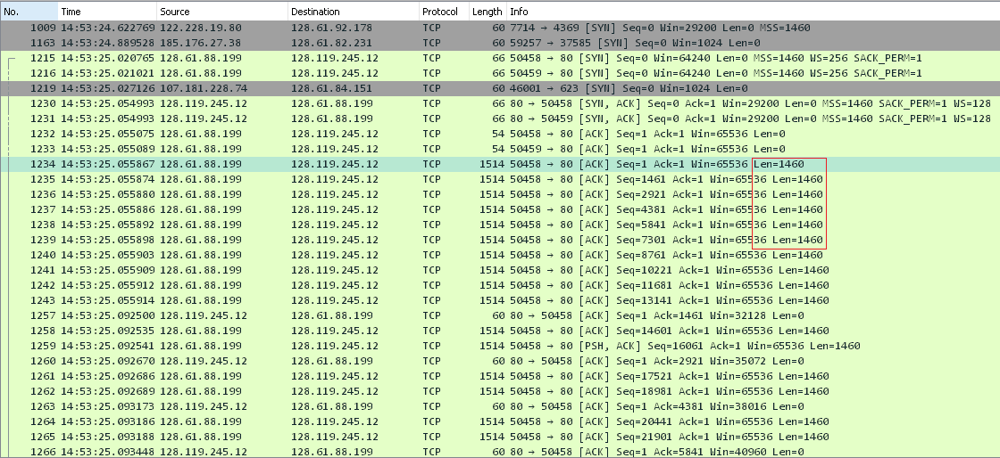 No. Time Source Destination Protocol Length Info
1009 14:53:24.622769 122.228.19.80 128.61.92.178 TCP 60 7714 → 4369 [SYN] Seq=0 Win=29200 Len=0 MSS=1460
1163 14:53:24.889528 185.176.27.38 128.61.82.231 TCP 60 59257 → 37585 [SYN] Seq=0 Win=1024 Len=0
1215 14:53:25.020765 128.61.88.199 128.119.245.12 TCP 66 50458 → 80 [SYN] Seq=0 Win=64240 Len=0 MSS=1460 WS=256 SACK_PERM=1
1216 14:53:25.021021 128.61.88.199 128.119.245.12 TCP 66 50459 → 80 [SYN] Seq=0 Win=64240 Len=0 MSS=1460 WS=256 SACK_PERM=1
1219 14:53:25.027126 107.181.228.74 128.61.84.151 TCP 60 46001 → 623 [SYN] Seq=0 Win=1024 Len=0
1230 14:53:25.054993 128.119.245.12 128.61.88.199 TCP 66 80 → 50458 [SYN, ACK] Seq=0 Ack=1 Win=29200 Len=0 MSS=1460 SACK_PERM=1 WS=128
1231 14:53:25.054993 128.119.245.12 128.61.88.199 TCP 66 80 → 50459 [SYN, ACK] Seq=0 Ack=1 Win=29200 Len=0 MSS=1460 SACK_PERM=1 WS=128
1232 14:53:25.055075 128.61.88.199 128.119.245.12 TCP 54 50458 → 80 [ACK] Seq=1 Ack=1 Win=65536 Len=0
1233 14:53:25.055089 128.61.88.199 128.119.245.12 TCP 54 50459 → 80 [ACK] Seq=1 Ack=1 Win=65536 Len=0
1234 14:53:25.055867 128.61.88.199 128.119.245.12 TCP 1514 50458 → 80 [ACK] Seq=1 Ack=1 Win=65536 Len=1460
1235 14:53:25.055874 128.61.88.199 128.119.245.12 TCP 1514 50458 → 80 [ACK] Seq=1461 Ack=1 Win=65536 Len=1460
1236 14:53:25.055880 128.61.88.199 128.119.245.12 TCP 1514 50458 → 80 [ACK] Seq=2921 Ack=1 Win=65536 Len=1460
1237 14:53:25.055886 128.61.88.199 128.119.245.12 TCP 1514 50458 → 80 [ACK] Seq=4381 Ack=1 Win=65536 Len=1460
1238 14:53:25.055892 128.61.88.199 128.119.245.12 TCP 1514 50458 → 80 [ACK] Seq=5841 Ack=1 Win=65536 Len=1460
1239 14:53:25.055898 128.61.88.199 128.119.245.12 TCP 1514 50458 → 80 [ACK] Seq=7301 Ack=1 Win=65536 Len=1460
1240 14:53:25.055903 128.61.88.199 128.119.245.12 TCP 1514 50458 → 80 [ACK] Seq=8761 Ack=1 Win=65536 Len=1460
1241 14:53:25.055909 128.61.88.199 128.119.245.12 TCP 1514 50458 → 80 [ACK] Seq=10221 Ack=1 Win=65536 Len=1460
1242 14:53:25.055912 128.61.88.199 128.119.245.12 TCP 1514 50458 → 80 [ACK] Seq=11681 Ack=1 Win=65536 Len=1460
1243 14:53:25.055914 128.61.88.199 128.119.245.12 TCP 1514 50458 → 80 [ACK] Seq=13141 Ack=1 Win=65536 Len=1460
1257 14:53:25.092500 128.119.245.12 128.61.88.199 TCP 60 80 → 50458 [ACK] Seq=1 Ack=1461 Win=32128 Len=0
1258 14:53:25.092535 128.61.88.199 128.119.245.12 TCP 1514 50458 → 80 [ACK] Seq=14601 Ack=1 Win=65536 Len=1460
1259 14:53:25.092541 128.61.88.199 128.119.245.12 TCP 1514 50458 → 80 [PSH, ACK] Seq=16061 Ack=1 Win=65536 Len=1460
1260 14:53:25.092670 128.119.245.12 128.61.88.199 TCP 60 80 → 50458 [ACK] Seq=1 Ack=2921 Win=35072 Len=0
1261 14:53:25.092686 128.61.88.199 128.119.245.12 TCP 1514 50458 → 80 [ACK] Seq=17521 Ack=1 Win=65536 Len=1460
1262 14:53:25.092689 128.61.88.199 128.119.245.12 TCP 1514 50458 → 80 [ACK] Seq=18981 Ack=1 Win=65536 Len=1460
1263 14:53:25.093173 128.119.245.12 128.61.88.199 TCP 60 80 → 50458 [ACK] Seq=1 Ack=4381 Win=38016 Len=0
1264 14:53:25.093186 128.61.88.199 128.119.245.12 TCP 1514 50458 → 80 [ACK] Seq=20441 Ack=1 Win=65536 Len=1460
1265 14:53:25.093188 128.61.88.199 128.119.245.12 TCP 1514 50458 → 80 [ACK] Seq=21901 Ack=1 Win=65536 Len=1460
1266 14:53:25.093448 128.119.245.12 128.61.88.199 TCP 60 80 → 50458 [ACK] Seq=1 Ack=5841 Win=40960 Len=0